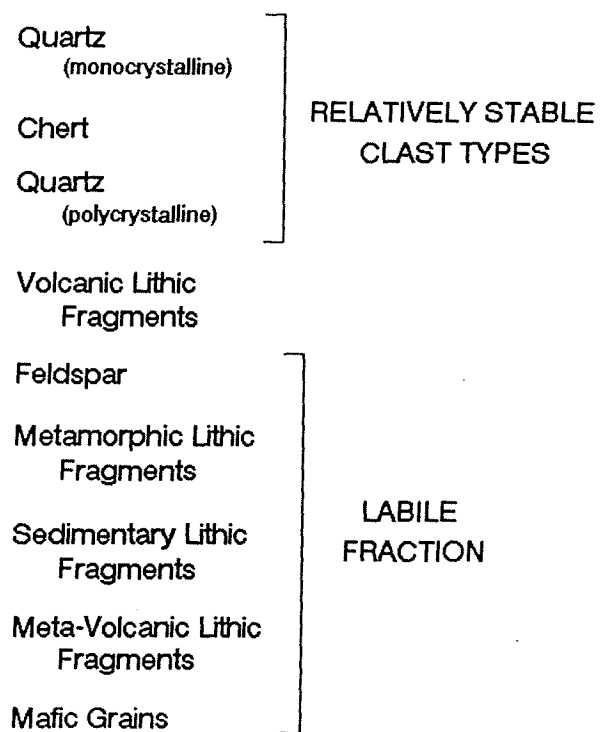 Quartz
(monocrystalline)
Chert
Quartz
(polycrystalline)
RELATIVELY STABLE
CLAST TYPES
Volcanic Lithic
Fragments
Feldspar
Metamorphic Lithic
Fragments
Sedimentary Lithic
Fragments
Meta-Volcanic Lithic
Fragments
Mafic Grains
LABILE
FRACTION